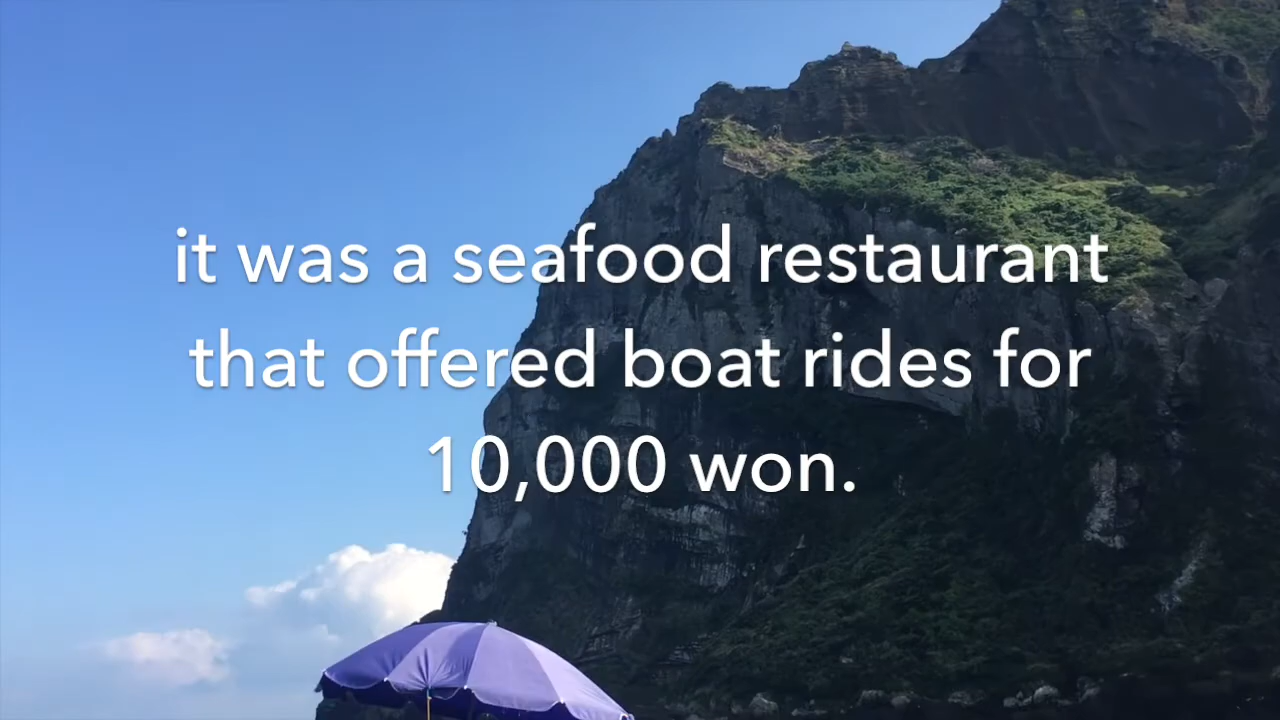 it was a seafood restaurant
that offered boat rides for
10,000 won.